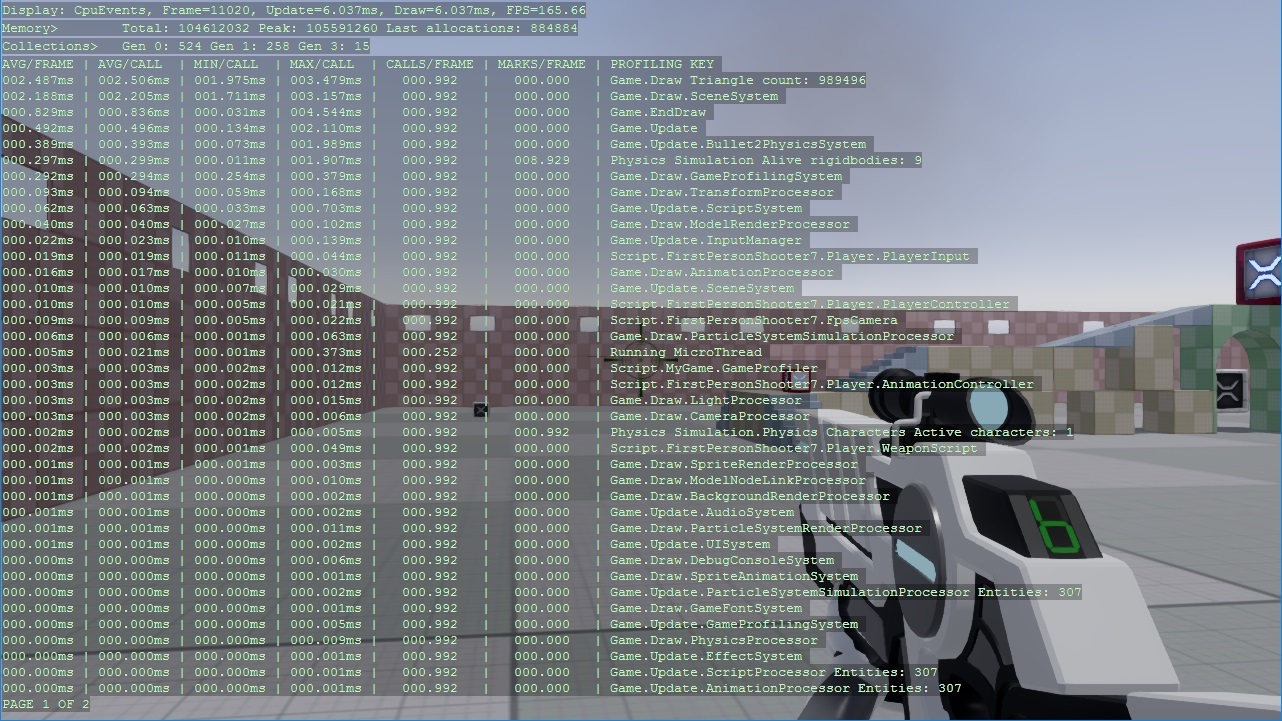 Display: CpuEvents, Frame=11020, Update=6.037ms, Draw=6.037ms, FPS=165.66
Memory> Total: 104612032 Peak: 105591260 Last allocations: 884884
Collections> Gen 0: 524 Gen 1: 258 Gen 3: 15
AVG/FRAME | AVG/CALL | MIN/CALL | MAX/CALL | CALLS/FRAME | MARKS/FRAME | PROFILING KEY
002.487ms | 002.506ms | 001.975ms | 003.479ms | 000.992 | 000.000 | Game.Draw Triangle count: 989496
002.188ms | 002.205ms | 001.711ms | 003.157ms | 000.992 | 000.000 | Game.Draw.SceneSystem
000.829ms | 000.836ms | 000.031ms | 004.544ms | 000.992 | 000.000 | Game.EndDraw
000.492ms | 000.496ms | 000.134ms | 002.110ms | 000.992 | 000.000 | Game.Update
000.389ms | 000.393ms | 000.073ms | 001.989ms | 000.992 | 000.000 | Game.Update.Bullet2PhysicsSystem
000.297ms | 000.299ms | 000.011ms | 001.907ms | 000.992 | 008.929 | Physics Simulation Alive rigidbodies: 9
000.292ms | 000.294ms | 000.254ms | 000.379ms | 000.992 | 000.000 | Game.Draw.GameProfilingSystem
000.093ms | 000.094ms | 000.059ms | 000.168ms | 000.992 | 000.000 | Game.Draw.TransformProcessor
000.062ms | 000.063ms | 000.033ms | 000.703ms | 000.992 | 000.000 | Game.Update.ScriptSystem
000.040ms | 000.040ms | 000.027ms | 000.102ms | 000.992 | 000.000 | Game.Draw.ModelRenderProcessor
000.022ms | 000.023ms | 000.010ms | 000.139ms | 000.992 | 000.000 | Game.Update.InputManager
000.019ms | 000.019ms | 000.011ms | 000.044ms | 000.992 | 000.000 | Script.FirstPersonShooter7.Player.PlayerInput
000.016ms | 000.017ms | 000.010ms | 000.030ms | 000.992 | 000.000 | Game.Draw.AnimationProcessor
000.010ms | 000.010ms | 000.007ms | 000.029ms | 000.992 | 000.000 | Game.Update.SceneSystem
000.010ms | 000.010ms | 000.005ms | 000.021ms | 000.992 | 000.000 | Script.FirstPersonShooter7.Player.PlayerController
000.009ms | 000.009ms | 000.005ms | 000.022ms | 000.992 | 000.000 | Script.FirstPersonShooter7.FpsCamera
000.006ms | 000.006ms | 000.001ms | 000.063ms | 000.992 | 000.000 | Game.Draw.ParticleSystemSimulationProcessor
000.005ms | 000.021ms | 000.001ms | 000.373ms | 000.252 | 000.000 | Running MicroThread
000.003ms | 000.003ms | 000.002ms | 000.012ms | 000.992 | 000.000 | Script.MyGame.GameProfiler
000.003ms | 000.003ms | 000.002ms | 000.012ms | 000.992 | 000.000 | Script.FirstPersonShooter7.Player.AnimationController
000.003ms | 000.003ms | 000.002ms | 000.015ms | 000.992 | 000.000 | Game.Draw.LightProcessor
000.003ms | 000.003ms | 000.002ms | 000.006ms | 000.992 | 000.000 | Game.Draw.CameraProcessor
000.002ms | 000.002ms | 000.001ms | 000.005ms | 000.992 | 000.992 | Physics Simulation.Physics Characters Active characters: 1
000.002ms | 000.002ms | 000.001ms | 000.049ms | 000.992 | 000.000 | Script.FirstPersonShooter7.Player.WeaponScript
000.001ms | 000.001ms | 000.001ms | 000.003ms | 000.992 | 000.000 | Game.Draw.SpriteRenderProcessor
000.001ms | 000.001ms | 000.000ms | 000.010ms | 000.992 | 000.000 | Game.Draw.ModelNodeLinkProcessor
000.001ms | 000.001ms | 000.000ms | 000.002ms | 000.992 | 000.000 | Game.Draw.BackgroundRenderProcessor
000.001ms | 000.001ms | 000.000ms | 000.002ms | 000.992 | 000.000 | Game.Update.AudioSystem
000.001ms | 000.001ms | 000.000ms | 000.011ms | 000.992 | 000.000 | Game.Draw.ParticleSystemRenderProcessor
000.001ms | 000.001ms | 000.000ms | 000.002ms | 000.992 | 000.000 | Game.Update.UISystem
000.000ms | 000.000ms | 000.000ms | 000.006ms | 000.992 | 000.000 | Game.Draw.DebugConsoleSystem
000.000ms | 000.000ms | 000.000ms | 000.001ms | 000.992 | 000.000 | Game.Update.SpriteAnimationSystem
000.000ms | 000.000ms | 000.000ms | 000.002ms | 000.992 | 000.000 | Game.Update.ParticleSystemSimulationProcessor Entities: 307
000.000ms | 000.000ms | 000.000ms | 000.001ms | 000.992 | 000.000 | Game.Draw.GameFontSystem
000.000ms | 000.000ms | 000.000ms | 000.005ms | 000.992 | 000.000 | Game.Update.GameProfilingSystem
000.000ms | 000.000ms | 000.000ms | 000.009ms | 000.992 | 000.000 | Game.Draw.PhysicsProcessor
000.000ms | 000.000ms | 000.000ms | 000.001ms | 000.992 | 000.000 | Game.Update.EffectSystem
000.000ms | 000.000ms | 000.000ms | 000.001ms | 000.992 | 000.000 | Game.Update.ScriptProcessor Entities: 307
000.000ms | 000.000ms | 000.000ms | 000.001ms | 000.992 | 000.000 | Game.Update.AnimationProcessor Entities: 307
PAGE 1 OF 2
6